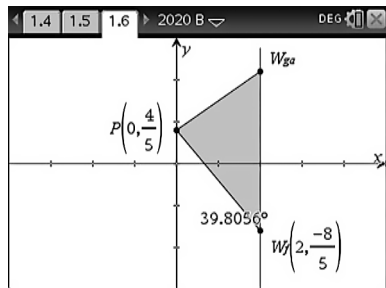 1.4 1.5 1.6 2020 B DEG
y
Wga
P(0, 4/5)
x
39.8056°
Wf(2, -8/5)